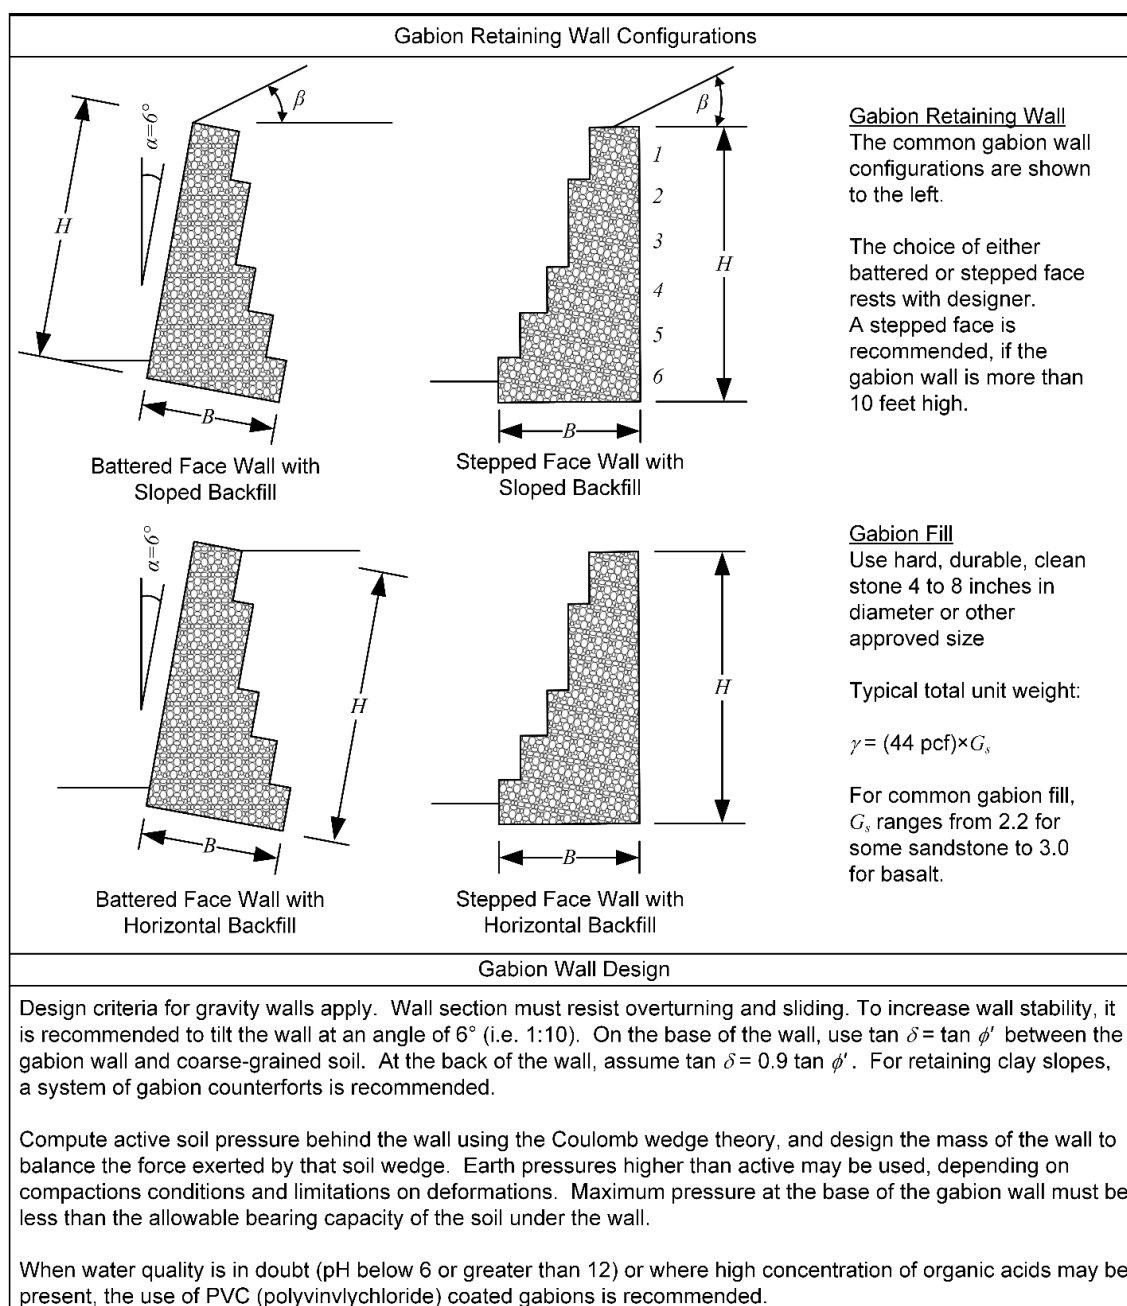 Gabion Retaining Wall Configurations
β
α=6°
H
B
Battered Face Wall with
Sloped Backfill
β
1
2
3
4
5
6
H
B
Stepped Face Wall with
Sloped Backfill
Gabion Retaining Wall
The common gabion wall
configurations are shown
to the left.
The choice of either
battered or stepped face
rests with designer.
A stepped face is
recommended, if the
gabion wall is more than
10 feet high.
α=6°
H
B
Battered Face Wall with
Horizontal Backfill
H
B
Stepped Face Wall with
Horizontal Backfill
Gabion Fill
Use hard, durable, clean
stone 4 to 8 inches in
diameter or other
approved size
Typical total unit weight:
γ = (44 pcf)×Gs
For common gabion fill,
Gs ranges from 2.2 for
some sandstone to 3.0
for basalt.
Gabion Wall Design
Design criteria for gravity walls apply. Wall section must resist overturning and sliding. To increase wall stability, it
is recommended to tilt the wall at an angle of 6° (i.e. 1:10). On the base of the wall, use tan δ = tan ϕ′ between the
gabion wall and coarse-grained soil. At the back of the wall, assume tan δ = 0.9 tan ϕ′. For retaining clay slopes,
a system of gabion counterforts is recommended.
Compute active soil pressure behind the wall using the Coulomb wedge theory, and design the mass of the wall to
balance the force exerted by that soil wedge. Earth pressures higher than active may be used, depending on
compactions conditions and limitations on deformations. Maximum pressure at the base of the gabion wall must be
less than the allowable bearing capacity of the soil under the wall.
When water quality is in doubt (pH below 6 or greater than 12) or where high concentration of organic acids may be
present, the use of PVC (polyvinvlychloride) coated gabions is recommended.